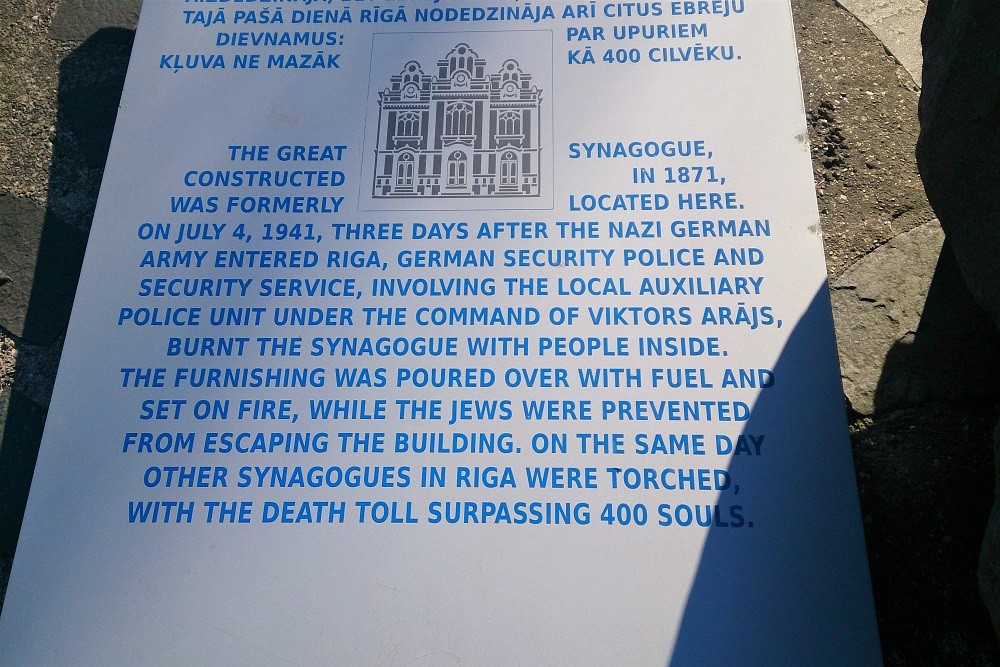 TAJĀ PAŠĀ DIENĀ RĪGĀ NODEDZINĀJA ARĪ CITUS EBREJU
DIEVNAMUS: PAR UPURIEM
KĻUVA NE MAZĀK KĀ 400 CILVĒKU.
THE GREAT SYNAGOGUE,
CONSTRUCTED IN 1871,
WAS FORMERLY LOCATED HERE.
ON JULY 4, 1941, THREE DAYS AFTER THE NAZI GERMAN
ARMY ENTERED RIGA, GERMAN SECURITY POLICE AND
SECURITY SERVICE, INVOLVING THE LOCAL AUXILIARY
POLICE UNIT UNDER THE COMMAND OF VIKTORS ARĀJS,
BURNT THE SYNAGOGUE WITH PEOPLE INSIDE.
THE FURNISHING WAS POURED OVER WITH FUEL AND
SET ON FIRE, WHILE THE JEWS WERE PREVENTED
FROM ESCAPING THE BUILDING. ON THE SAME DAY
OTHER SYNAGOGUES IN RIGA WERE TORCHED,
WITH THE DEATH TOLL SURPASSING 400 SOULS.